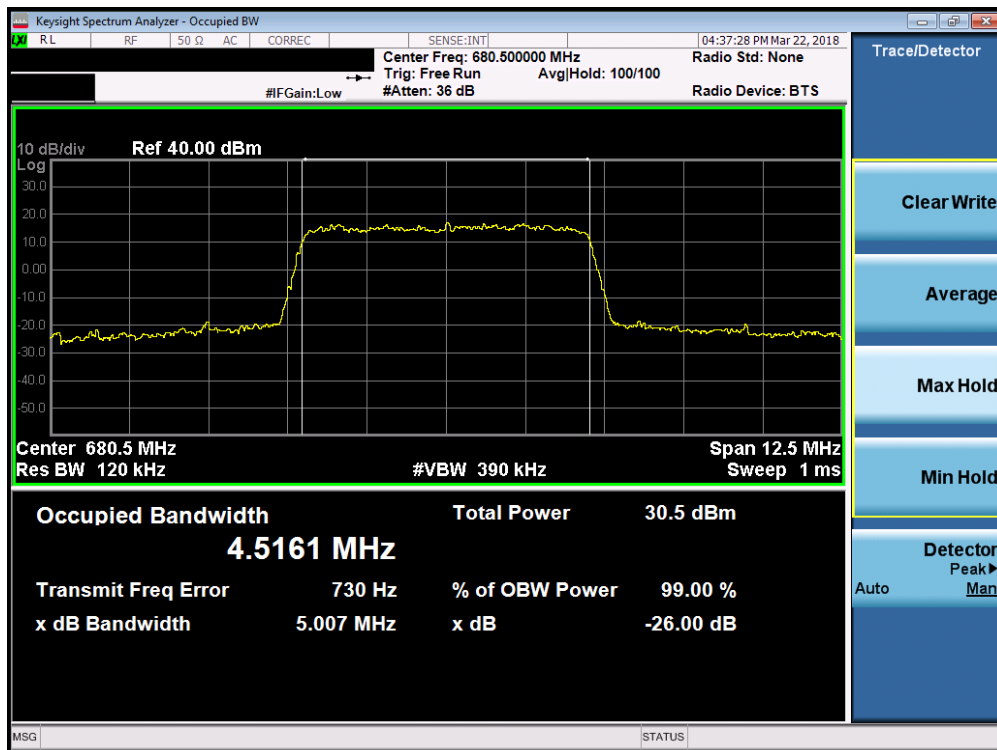 Keysight Spectrum Analyzer - Occupied BW
LXI RL RF 50 Ω AC CORREC SENSE:INT 04:37:28 PM Mar 22, 2018
Center Freq: 680.500000 MHz Radio Std: None
Trig: Free Run Avg|Hold: 100/100
#IFGain:Low #Atten: 36 dB Radio Device: BTS
10 dB/div Ref 40.00 dBm
Log
30.0
20.0
10.0
0.00
-10.0
-20.0
-30.0
-40.0
-50.0
Center 680.5 MHz Span 12.5 MHz
Res BW 120 kHz #VBW 390 kHz Sweep 1 ms
Occupied Bandwidth Total Power 30.5 dBm
4.5161 MHz
Transmit Freq Error 730 Hz % of OBW Power 99.00 %
x dB Bandwidth 5.007 MHz x dB -26.00 dB
MSG STATUS
Trace/Detector
Clear Write
Average
Max Hold
Min Hold
Detector
Peak▶
Auto Man